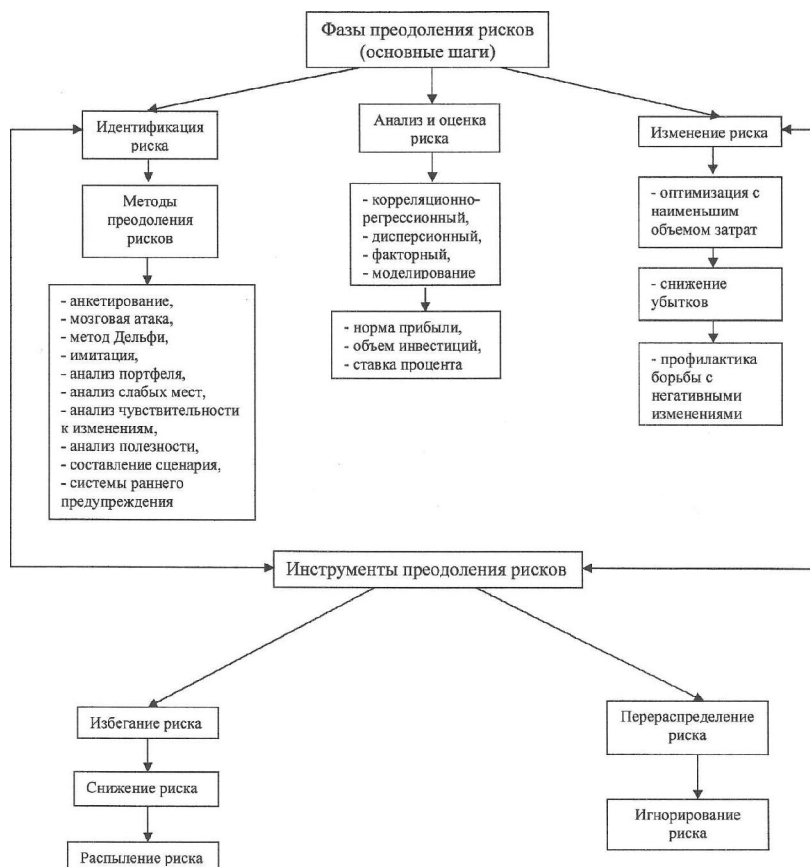 Фазы преодоления рисков
(основные шаги)
Идентификация
риска
Анализ и оценка
риска
Изменение риска
Методы
преодоления
рисков
- корреляционно-
регрессионный,
- дисперсионный,
- факторный,
- моделирование
- оптимизация с
наименьшим
объемом затрат
- анкетирование,
- мозговая атака,
- метод Дельфи,
- имитация,
- анализ портфеля,
- анализ слабых мест,
- анализ чувствительности
к изменениям,
- анализ полезности,
- составление сценария,
- системы раннего
предупреждения
- норма прибыли,
- объем инвестиций,
- ставка процента
- снижение
убытков
- профилактика
борьбы с
негативными
изменениями
Инструменты преодоления рисков
Избегание риска
Снижение риска
Распыление риска
Перераспределение
риска
Игнорирование
риска